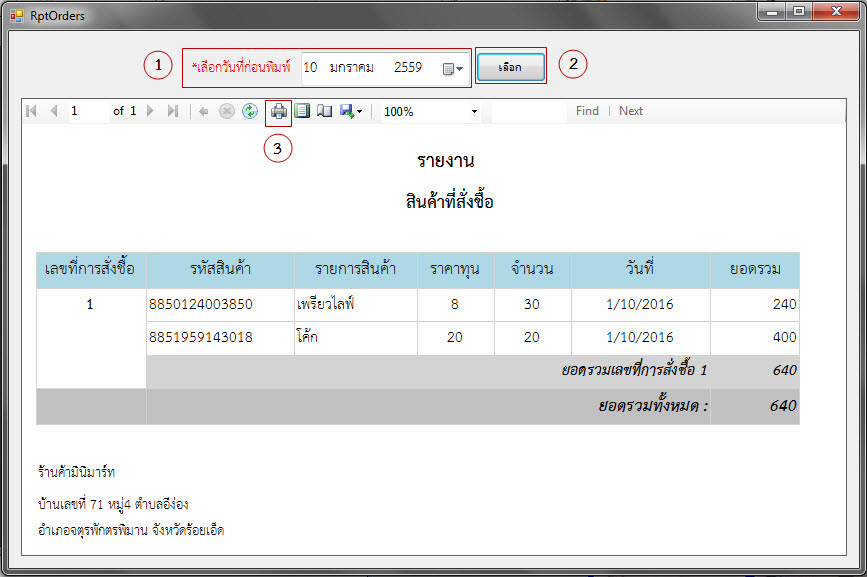 RptOrders
1 *เลือกวันที่ก่อนพิมพ์ 10 มกราคม 2559 เลือก 2
1 of 1 100% Find | Next
3
รายงาน
สินค้าที่สั่งซื้อ
เลขที่การสั่งซื้อ รหัสสินค้า รายการสินค้า ราคาทุน จำนวน วันที่ ยอดรวม
1 8850124003850 เพรียวไลฟ์ 8 30 1/10/2016 240
8851959143018 โค้ก 20 20 1/10/2016 400
ยอดรวมเลขที่การสั่งซื้อ 1 640
ยอดรวมทั้งหมด : 640
ร้านค้ามินิมาร์ท
บ้านเลขที่ 71 หมู่4 ตำบลอีง่อง
อำเภอจตุรพักตรพิมาน จังหวัดร้อยเอ็ด